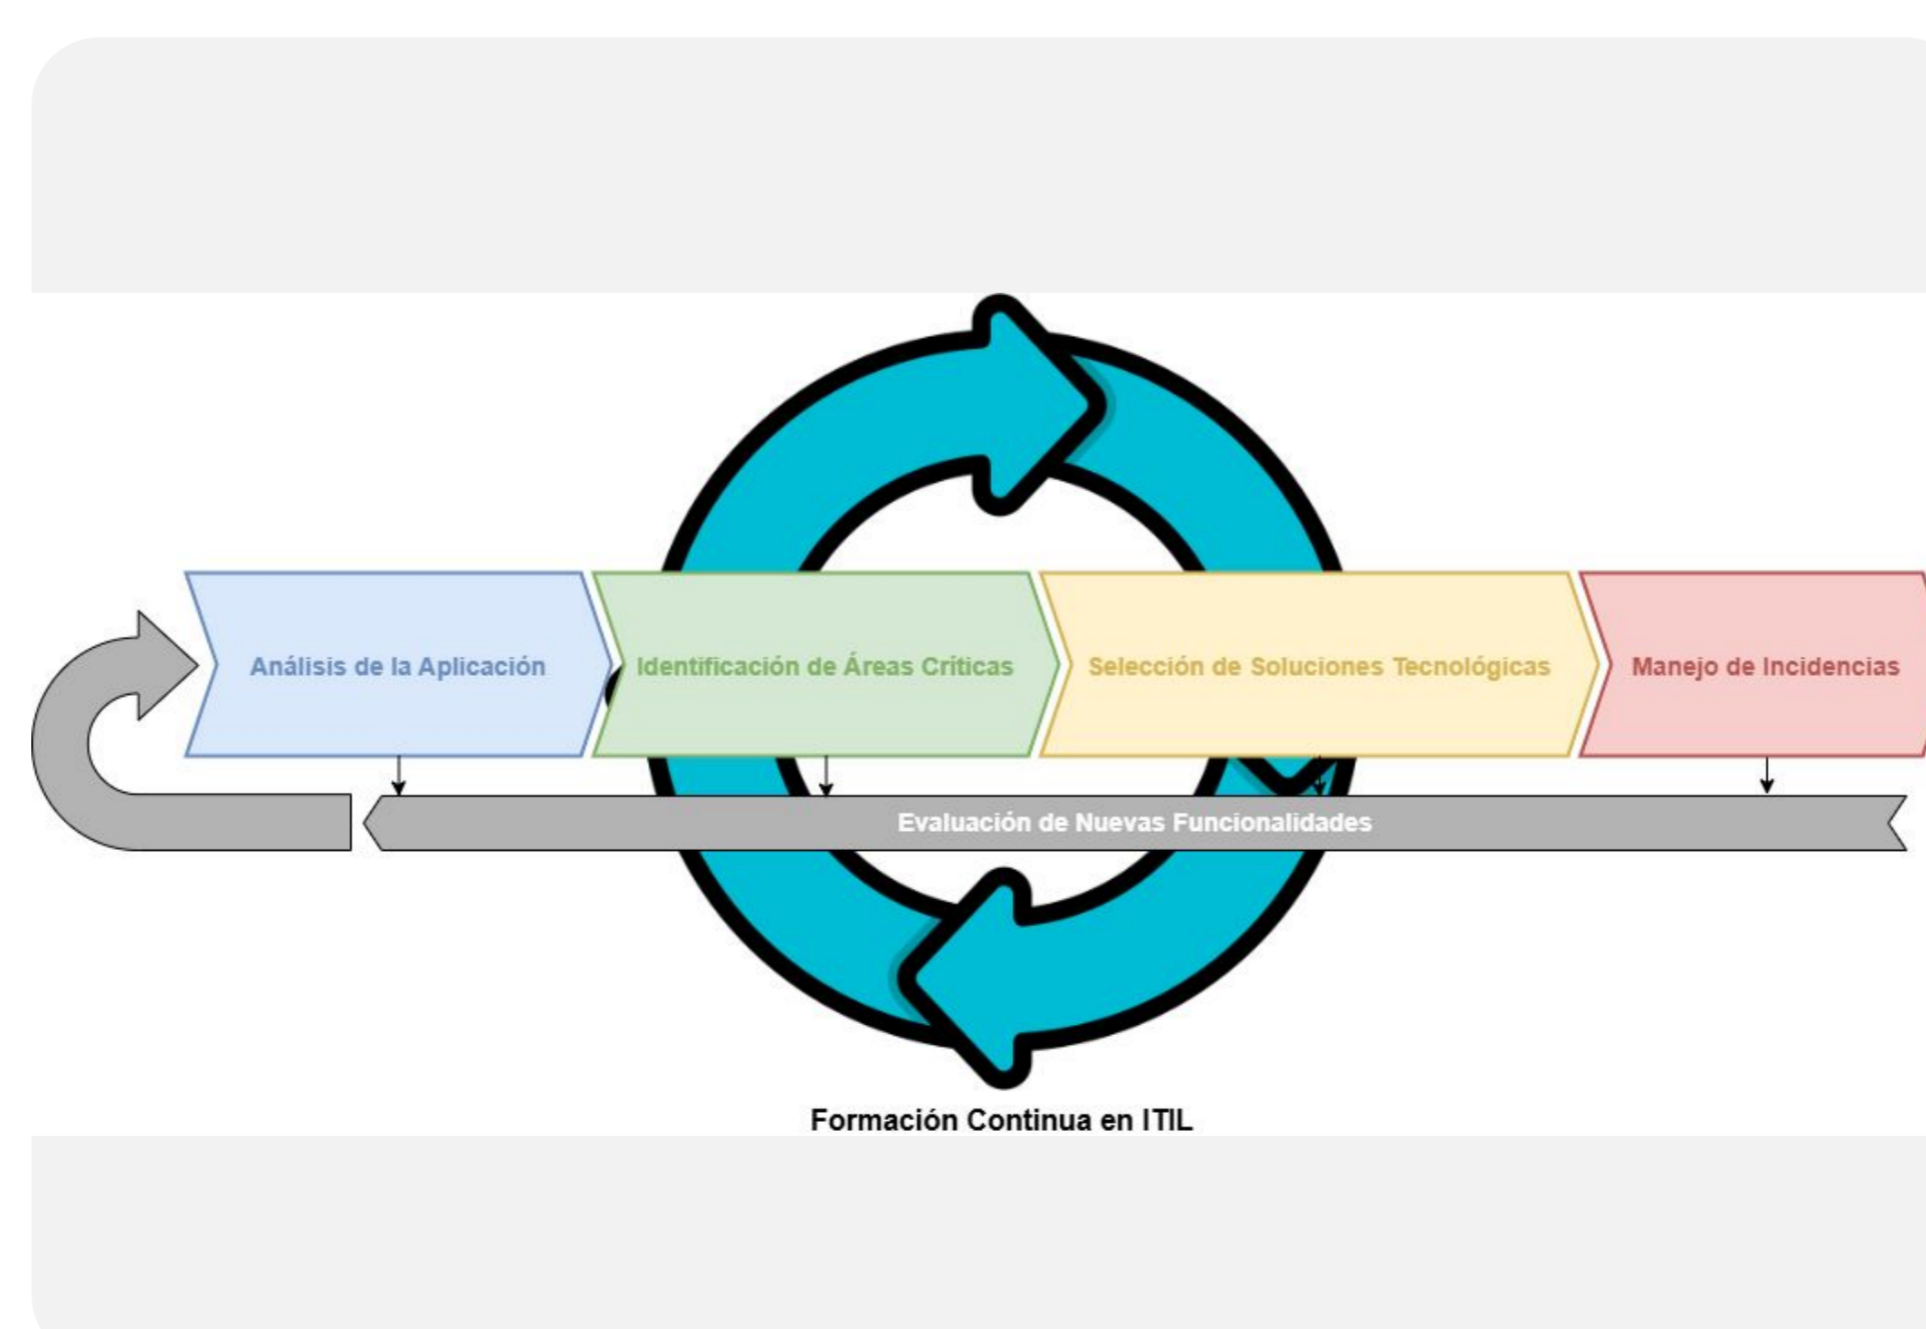 Análisis de la Aplicación
Identificación de Áreas Críticas
Selección de Soluciones Tecnológicas
Manejo de Incidencias
Evaluación de Nuevas Funcionalidades
Formación Continua en ITIL